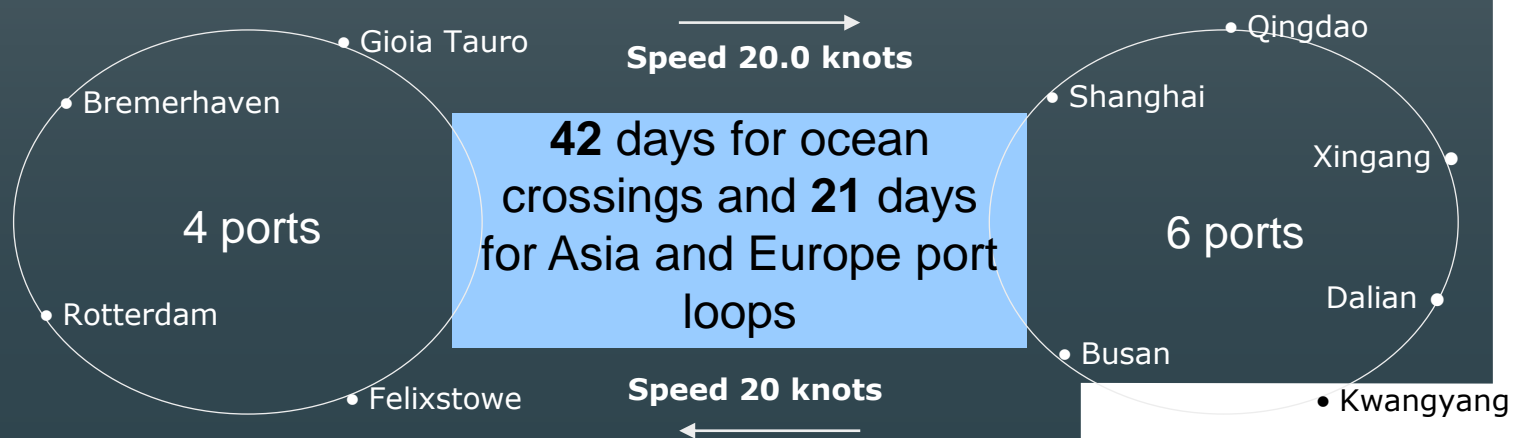 Gioia Tauro
Bremerhaven
4 ports
Rotterdam
Felixstowe
Speed 20.0 knots
42 days for ocean
crossings and 21 days
for Asia and Europe port
loops
Speed 20 knots
Qingdao
Shanghai
Xingang
6 ports
Dalian
Busan
Kwangyang